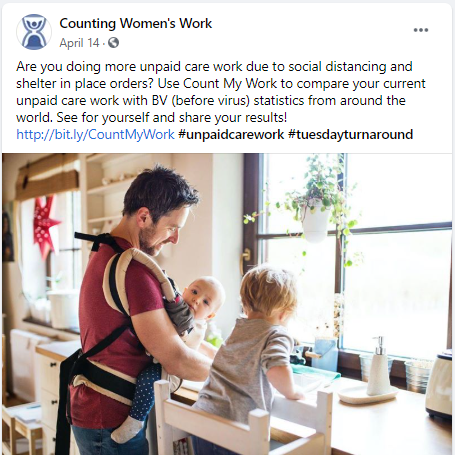 Counting Women's Work
April 14 ·
Are you doing more unpaid care work due to social distancing and
shelter in place orders? Use Count My Work to compare your current
unpaid care work with BV (before virus) statistics from around the
world. See for yourself and share your results!
http://bit.ly/CountMyWork #unpaidcarework #tuesdayturnaround